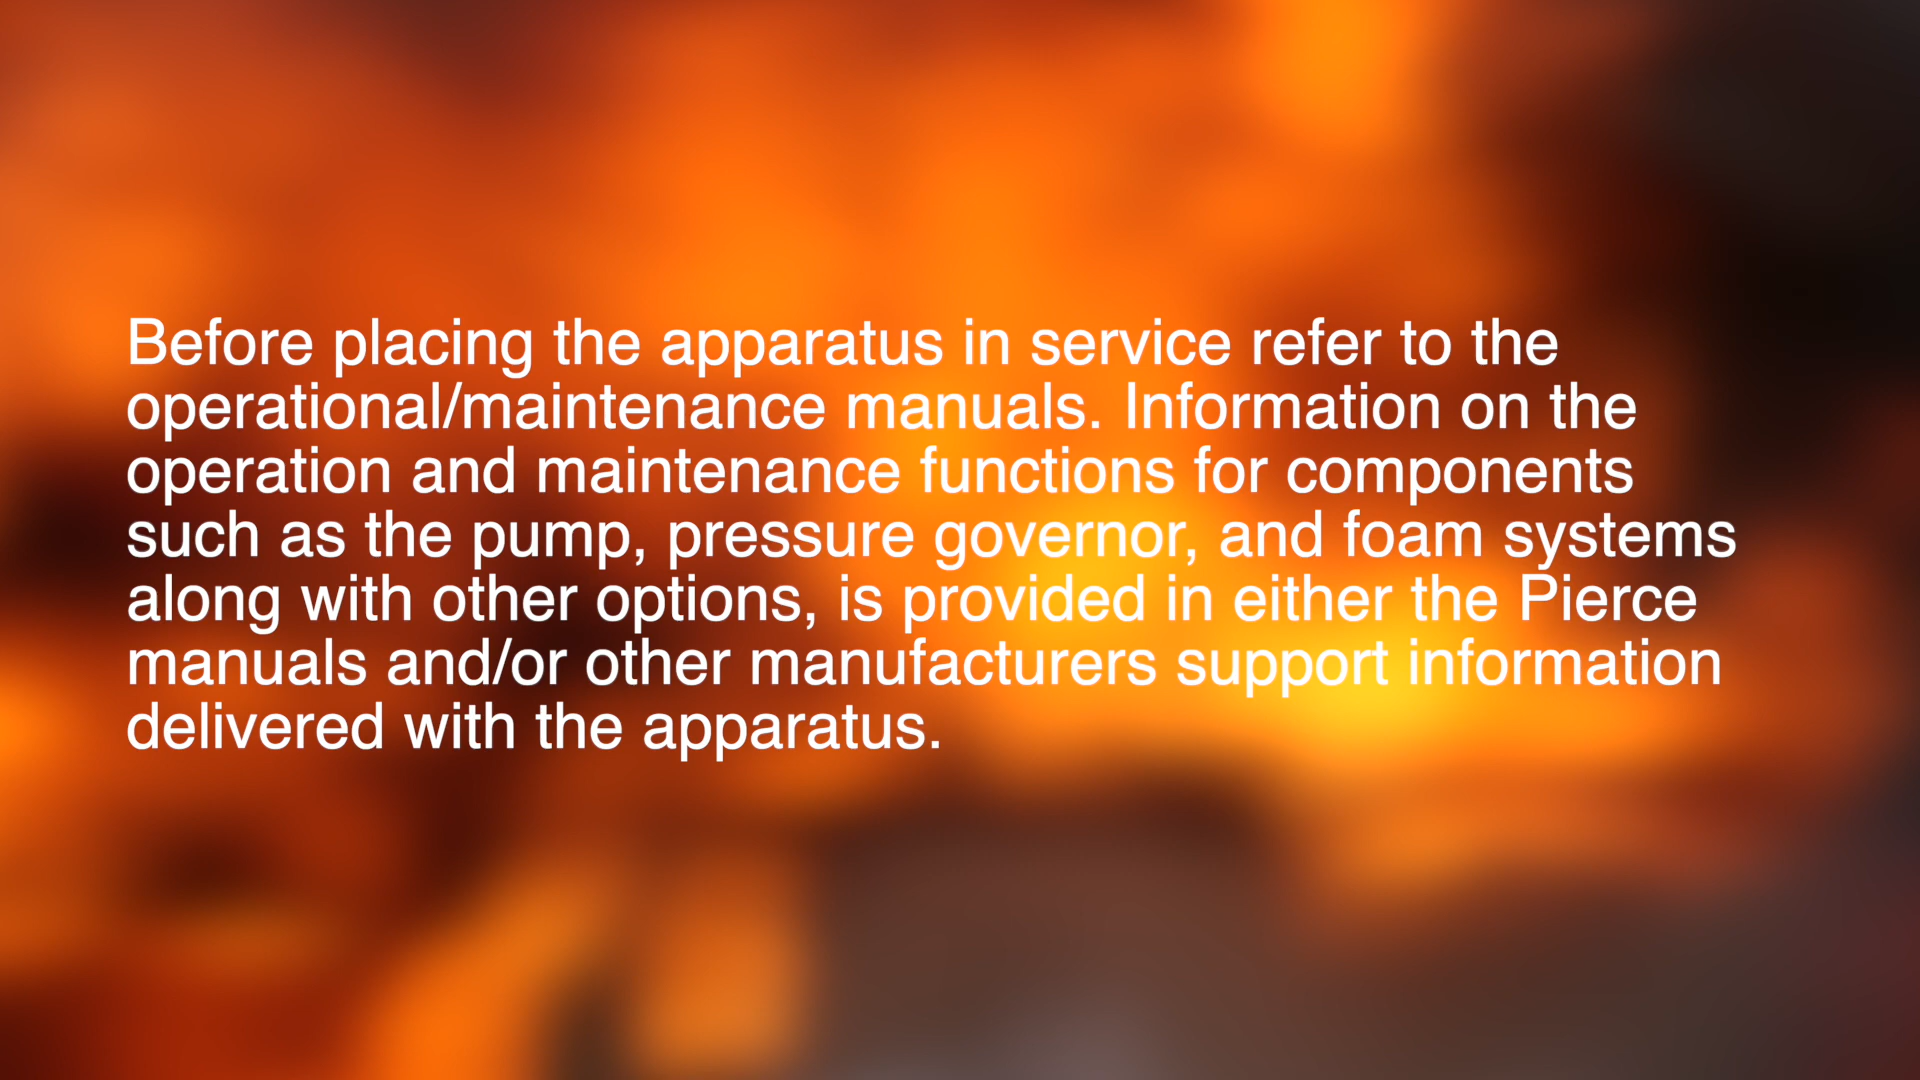 Before placing the apparatus in service refer to the
operational/maintenance manuals. Information on the
operation and maintenance functions for components
such as the pump, pressure governor, and foam systems
along with other options, is provided in either the Pierce
manuals and/or other manufacturers support information
delivered with the apparatus.